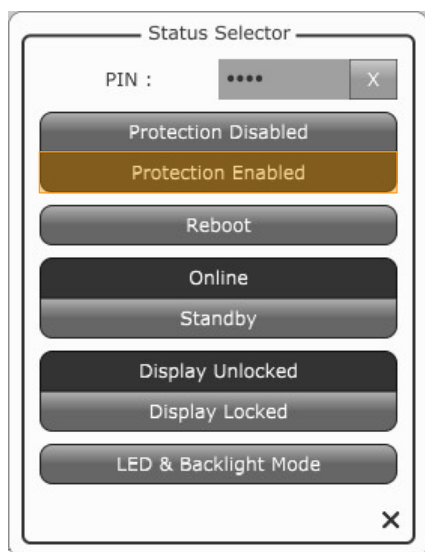 Status Selector
PIN : •••• X
Protection Disabled
Protection Enabled
Reboot
Online
Standby
Display Unlocked
Display Locked
LED & Backlight Mode